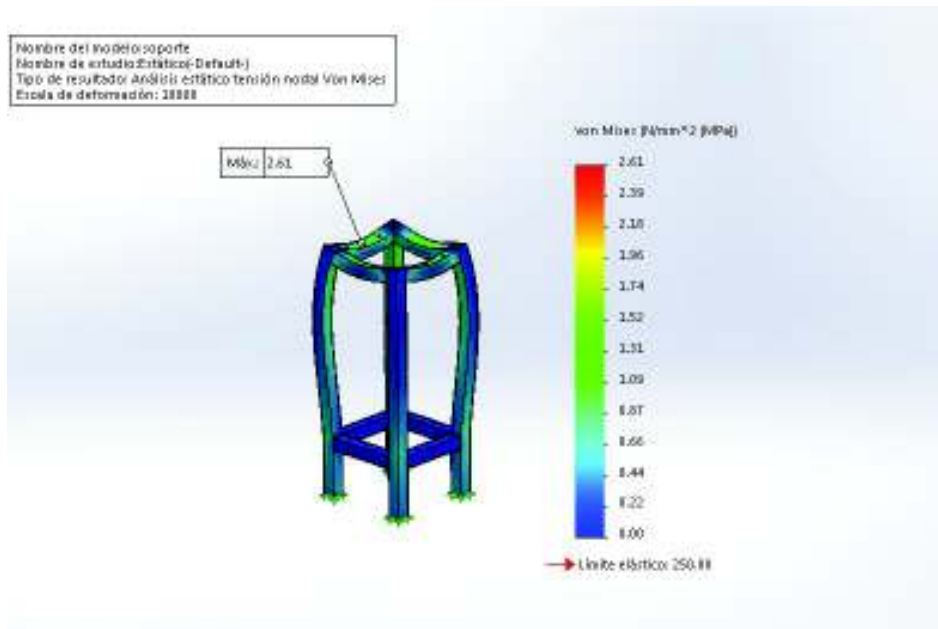 Nombre del modelo:soporte
Nombre de estudio:Estático(-Default-)
Tipo de resultado: Análisis estático tensión nodal Von Mises
Escala de deformación:
Máx.: 2.61
von Mises (N/mm^2 (MPa))
2.61
2.39
2.18
1.96
1.74
1.52
1.31
1.09
0.87
0.66
0.44
0.22
0.00
Límite elástico: 250.00